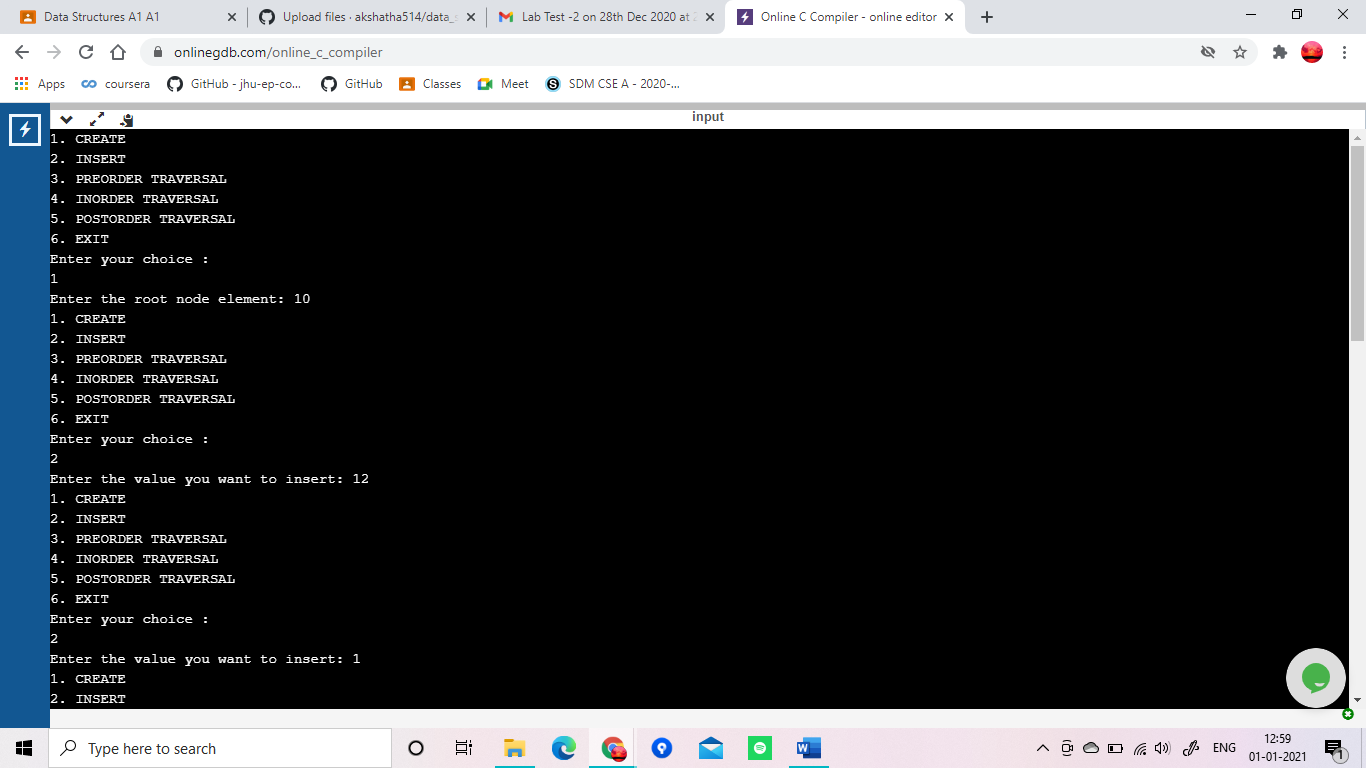 Data Structures A1 A1
Upload files · akshatha514/data_s
Lab Test -2 on 28th Dec 2020 at 2
Online C Compiler - online editor
onlinegdb.com/online_c_compiler
Apps
coursera
GitHub - jhu-ep-co...
GitHub
Classes
Meet
SDM CSE A - 2020-...
input
1. CREATE
2. INSERT
3. PREORDER TRAVERSAL
4. INORDER TRAVERSAL
5. POSTORDER TRAVERSAL
6. EXIT
Enter your choice :
1
Enter the root node element: 10
1. CREATE
2. INSERT
3. PREORDER TRAVERSAL
4. INORDER TRAVERSAL
5. POSTORDER TRAVERSAL
6. EXIT
Enter your choice :
2
Enter the value you want to insert: 12
1. CREATE
2. INSERT
3. PREORDER TRAVERSAL
4. INORDER TRAVERSAL
5. POSTORDER TRAVERSAL
6. EXIT
Enter your choice :
2
Enter the value you want to insert: 1
1. CREATE
2. INSERT
Type here to search
ENG
12:59
01-01-2021
1